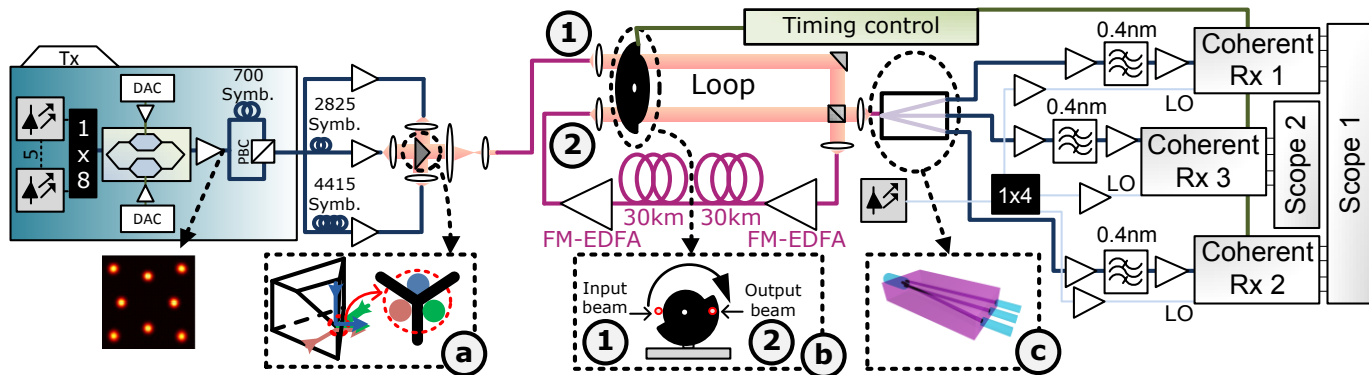 Tx
5
1
x
8
DAC
DAC
700
Symb.
PBC
2825
Symb.
4415
Symb.
a
1
2
Timing control
Loop
30km
30km
FM-EDFA
FM-EDFA
Input
beam
Output
beam
1
2
b
c
0.4nm
0.4nm
0.4nm
LO
LO
LO
1x4
Coherent
Rx 1
Coherent
Rx 3
Coherent
Rx 2
Scope 2
Scope 1